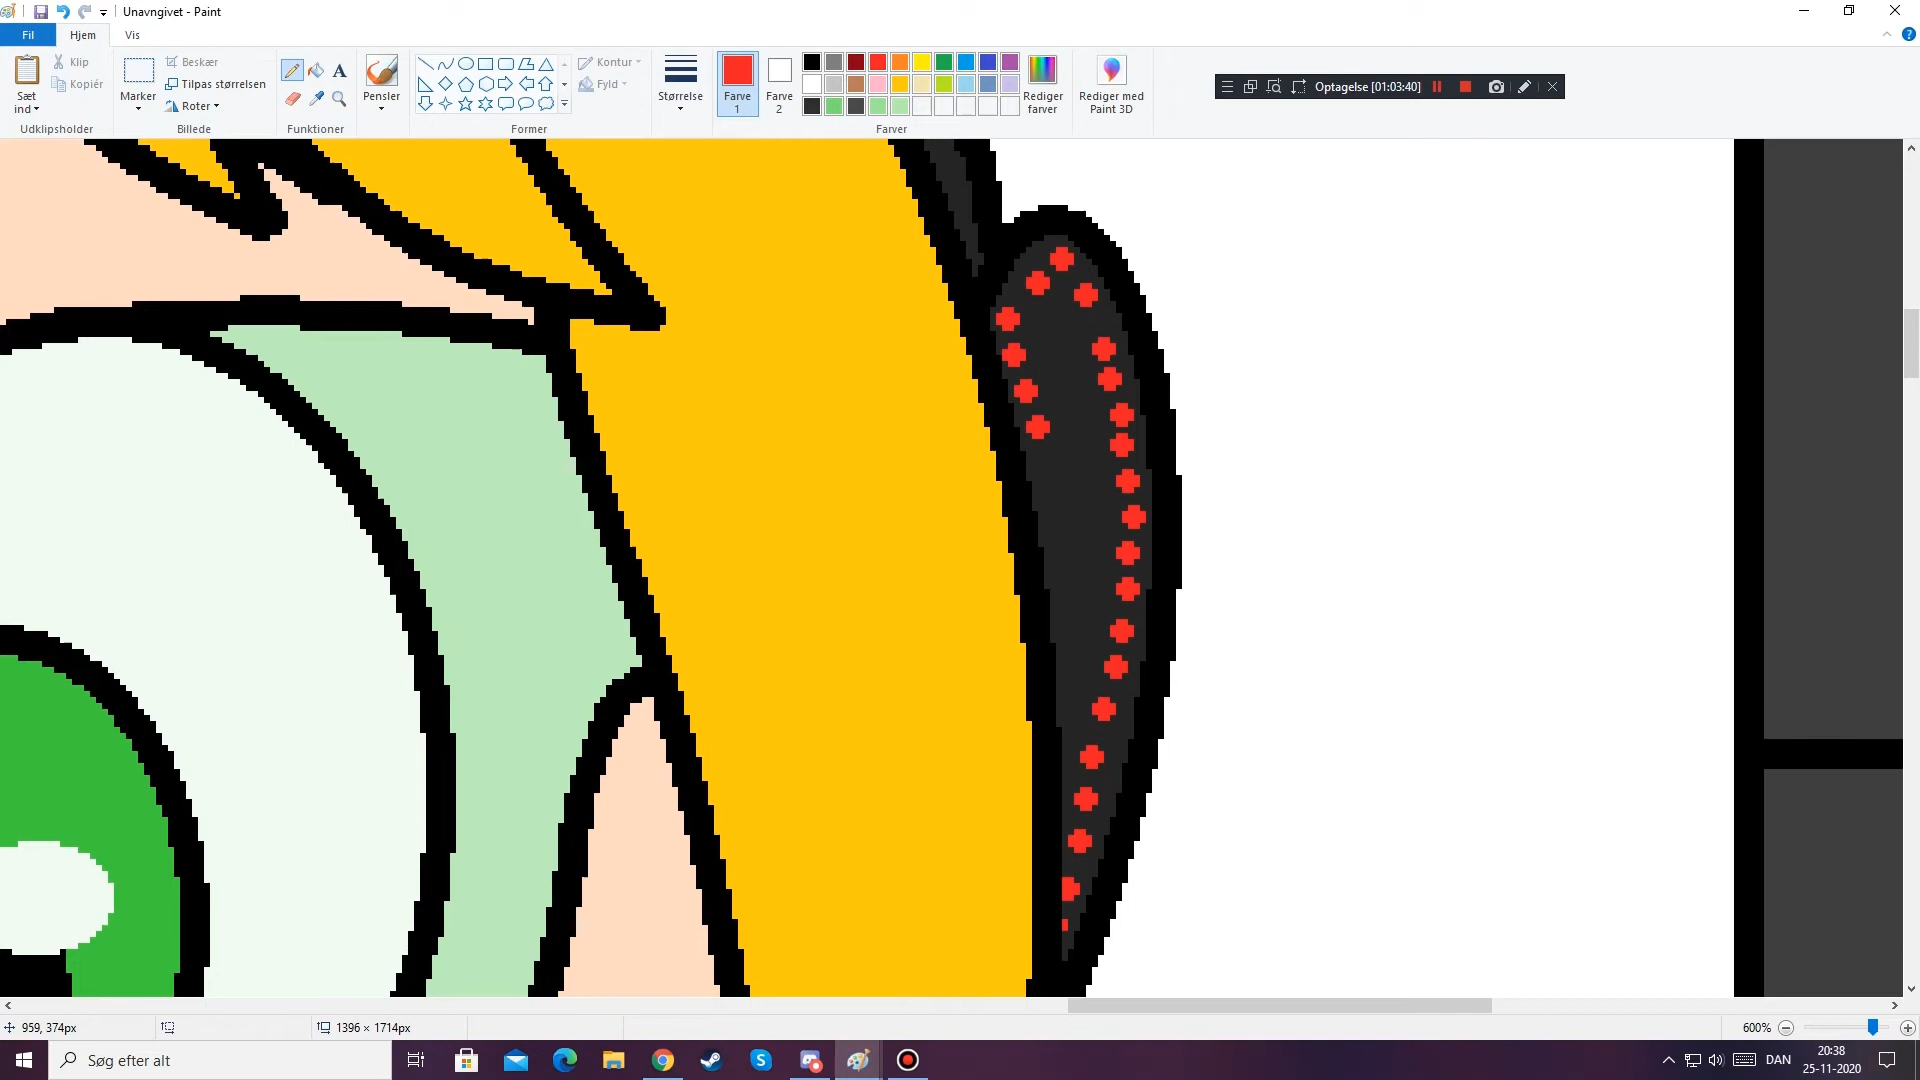 Unavngivet - Paint
Fil Hjem Vis
Sæt ind
Klip
Kopiér
Udklipsholder
Marker
Beskær
Tilpas størrelsen
Roter
Billede
A
Funktioner
Pensler
Former
Kontur
Fyld
Størrelse
Farve 1
Farve 2
Farver
Rediger farver
Rediger med Paint 3D
Optagelse [01:03:40]
959, 374px
1396 × 1714px
600%
Søg efter alt
DAN
20:38
25-11-2020